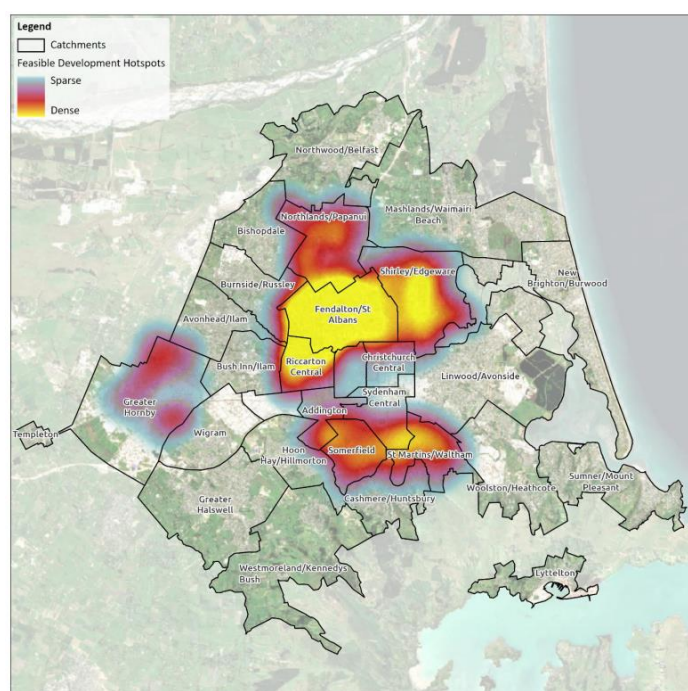 Legend
Catchments
Feasible Development Hotspots
Sparse
Dense
Northwood/Belfast
Northlands/Papanui
Mashlands/Waimairi
Beach
Bishopdale
Shirley/Edgeware
New
Brighton/Burwood
Burnside/Russley
Fendalton/St
Albans
Avonhead/Ilam
Bush Inn/Ilam
Riccarton
Central
Christchurch
Central
Linwood/Avonside
Greater
Hornby
Sydenham
Central
Addington
Templeton
Wigram
Hoon
Hay/Hillmorton
Somerfield
St Martins/Waltham
Sumner/Mount
Pleasant
Woolston/Heathcote
Cashmere/Huntsbury
Greater
Halswell
Westmoreland/Kennedys
Bush
Lyttelton